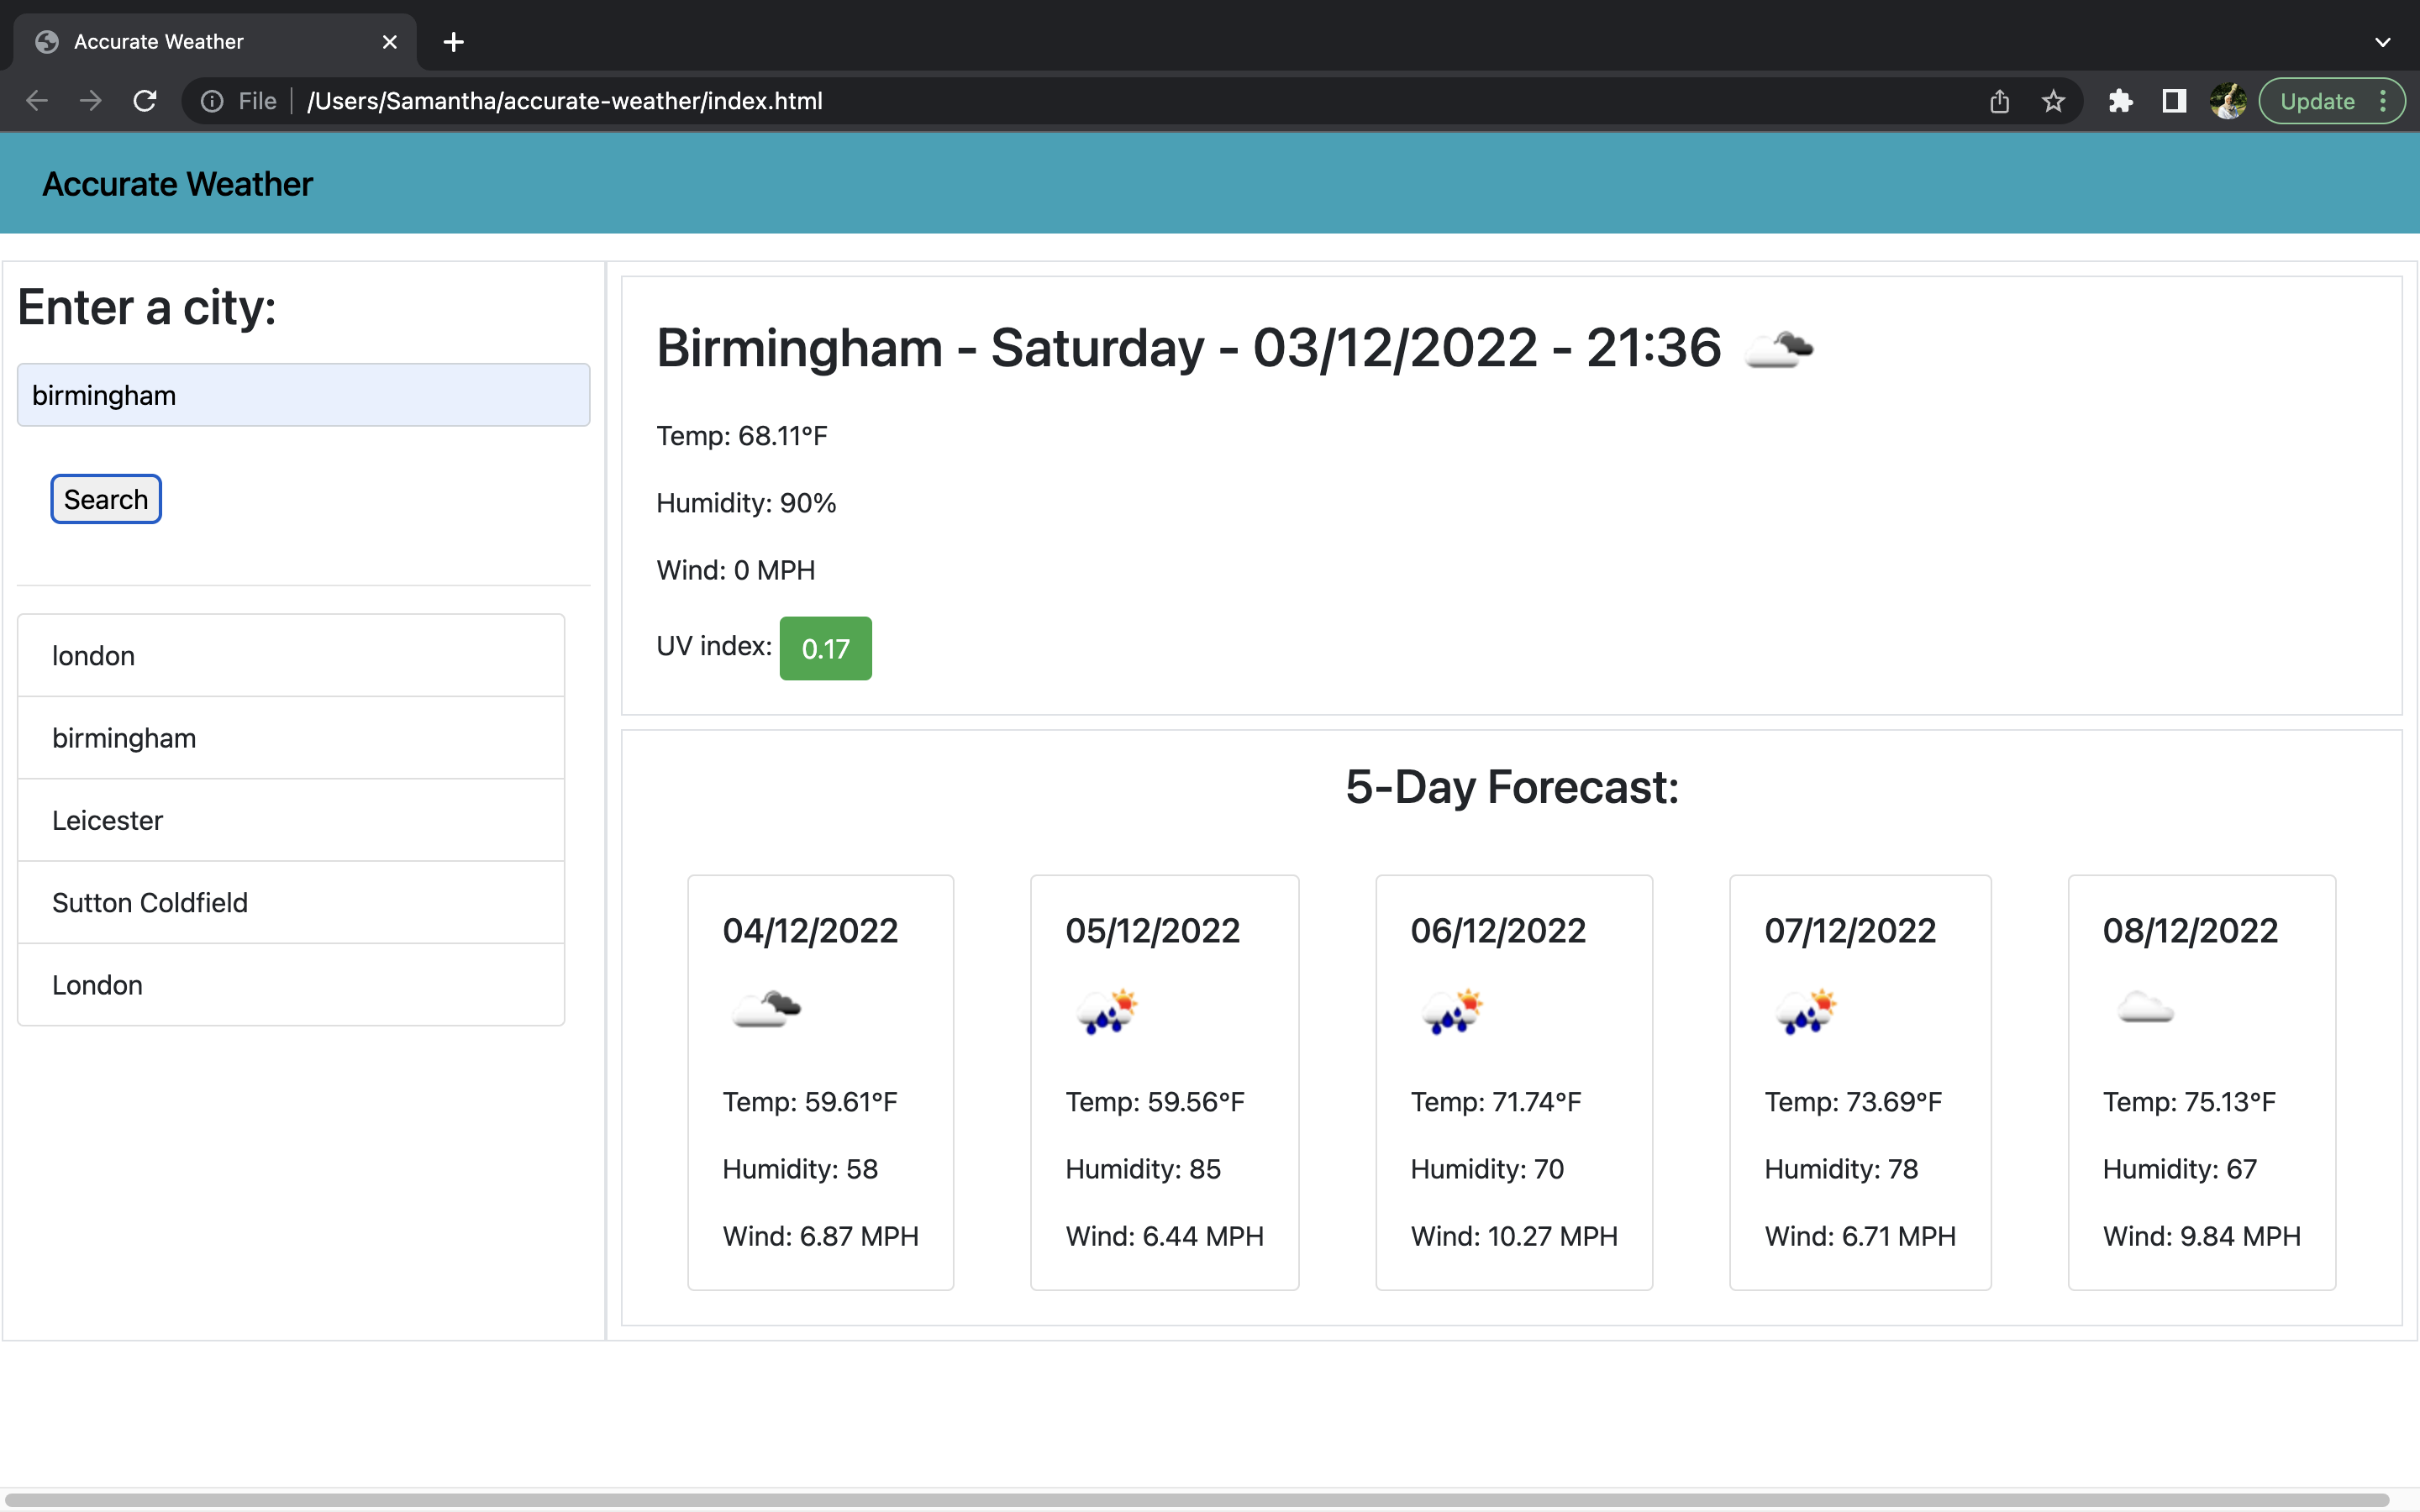 Accurate Weather
File /Users/Samantha/accurate-weather/index.html
Update
Accurate Weather
Enter a city:
birmingham
Search
london
birmingham
Leicester
Sutton Coldfield
London
Birmingham - Saturday - 03/12/2022 - 21:36
Temp: 68.11°F
Humidity: 90%
Wind: 0 MPH
UV index: 0.17
5-Day Forecast:
04/12/2022
Temp: 59.61°F
Humidity: 58
Wind: 6.87 MPH
05/12/2022
Temp: 59.56°F
Humidity: 85
Wind: 6.44 MPH
06/12/2022
Temp: 71.74°F
Humidity: 70
Wind: 10.27 MPH
07/12/2022
Temp: 73.69°F
Humidity: 78
Wind: 6.71 MPH
08/12/2022
Temp: 75.13°F
Humidity: 67
Wind: 9.84 MPH